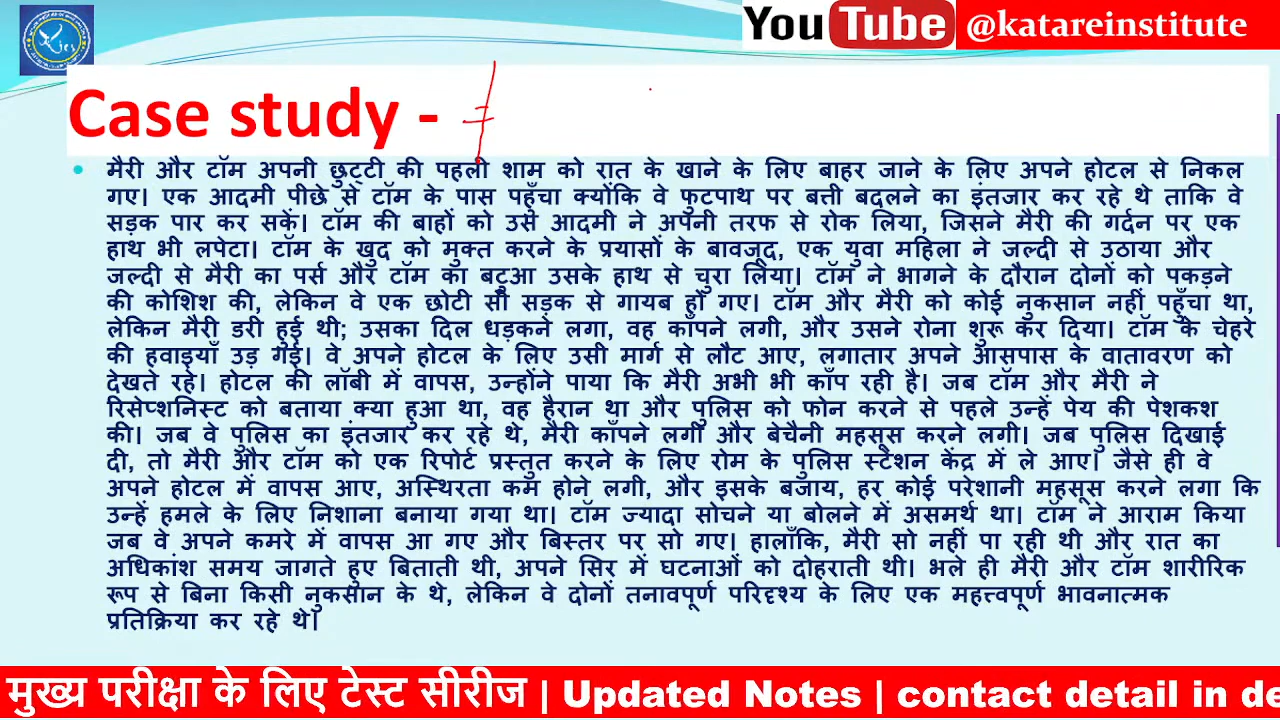 YouTube @katareinstitute
Case study -
मैरी और टॉम अपनी छुट्टी की पहली शाम को रात के खाने के लिए बाहर जाने के लिए अपने होटल से निकल
गए। एक आदमी पीछे से टॉम के पास पहुँचा क्योंकि वे फुटपाथ पर बत्ती बदलने का इंतजार कर रहे थे ताकि वे
सड़क पार कर सकें। टॉम की बाहों को उस आदमी ने अपनी तरफ से रोक लिया, जिसने मैरी की गर्दन पर एक
हाथ भी लपेटा। टॉम के खुद को मुक्त करने के प्रयासों के बावजूद, एक युवा महिला ने जल्दी से उठाया और
जल्दी से मैरी का पर्स और टॉम का बटुआ उसके हाथ से चुरा लिया। टॉम ने भागने के दौरान दोनों को पकड़ने
की कोशिश की, लेकिन वे एक छोटी सी सड़क से गायब हो गए। टॉम और मैरी को कोई नुकसान नहीं पहुँचा था,
लेकिन मैरी डरी हुई थी; उसका दिल धड़कने लगा, वह काँपने लगी, और उसने रोना शुरू कर दिया। टॉम के चेहरे
की हवाइयाँ उड़ गईं। वे अपने होटल के लिए उसी मार्ग से लौट आए, लगातार अपने आसपास के वातावरण को
देखते रहे। होटल की लॉबी में वापस, उन्होंने पाया कि मैरी अभी भी काँप रही है। जब टॉम और मैरी ने
रिसेप्शनिस्ट को बताया क्या हुआ था, वह हैरान था और पुलिस को फोन करने से पहले उन्हें पेय की पेशकश
की। जब वे पुलिस का इंतजार कर रहे थे, मैरी काँपने लगी और बेचैनी महसूस करने लगी। जब पुलिस दिखाई
दी, तो मैरी और टॉम को एक रिपोर्ट प्रस्तुत करने के लिए रोम के पुलिस स्टेशन केंद्र में ले आए। जैसे ही वे
अपने होटल में वापस आए, अस्थिरता कम होने लगी, और इसके बजाय, हर कोई परेशानी महसूस करने लगा कि
उन्हें हमले के लिए निशाना बनाया गया था। टॉम ज्यादा सोचने या बोलने में असमर्थ था। टॉम ने आराम किया
जब वे अपने कमरे में वापस आ गए और बिस्तर पर सो गए। हालाँकि, मैरी सो नहीं पा रही थी और रात का
अधिकांश समय जागते हुए बिताती थी, अपने सिर में घटनाओं को दोहराती थी। भले ही मैरी और टॉम शारीरिक
रूप से बिना किसी नुकसान के थे, लेकिन वे दोनों तनावपूर्ण परिदृश्य के लिए एक महत्त्वपूर्ण भावनात्मक
प्रतिक्रिया कर रहे थे।
मुख्य परीक्षा के लिए टेस्ट सीरीज | Updated Notes | contact detail in de